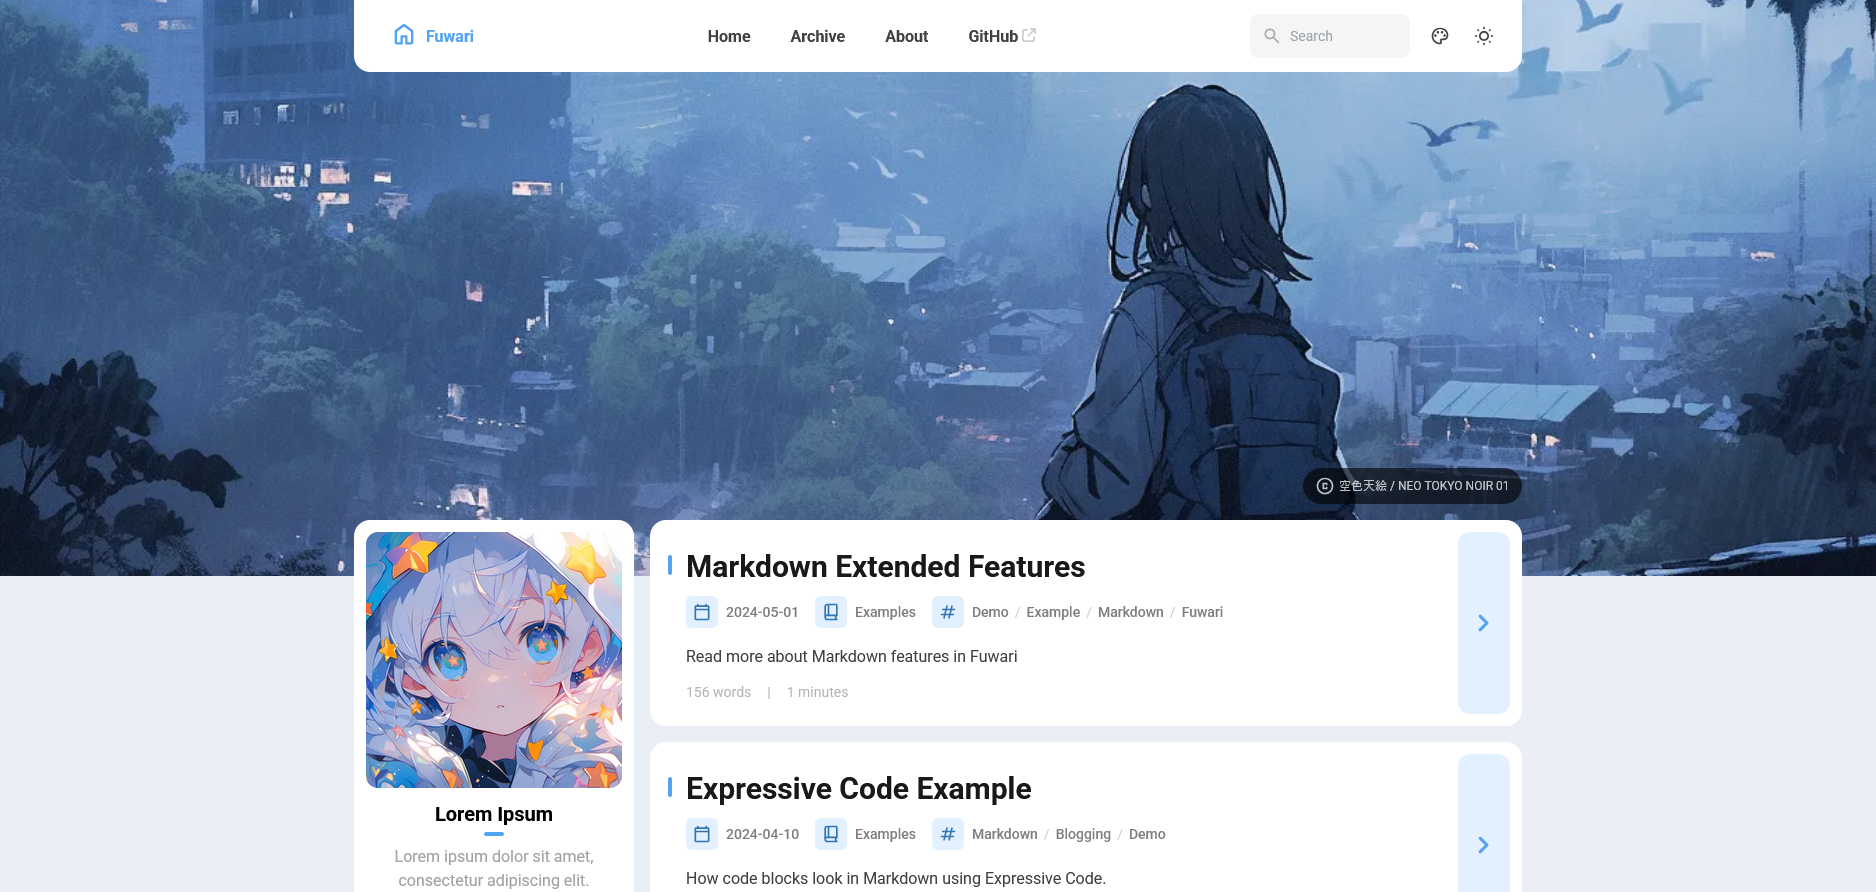 Fuwari
Home
Archive
About
GitHub
Search
空色天絵 / NEO TOKYO NOIR 01
Lorem Ipsum
Lorem ipsum dolor sit amet,
consectetur adipiscing elit.
Markdown Extended Features
2024-05-01 Examples Demo / Example / Markdown / Fuwari
Read more about Markdown features in Fuwari
156 words | 1 minutes
Expressive Code Example
2024-04-10 Examples Markdown / Blogging / Demo
How code blocks look in Markdown using Expressive Code.